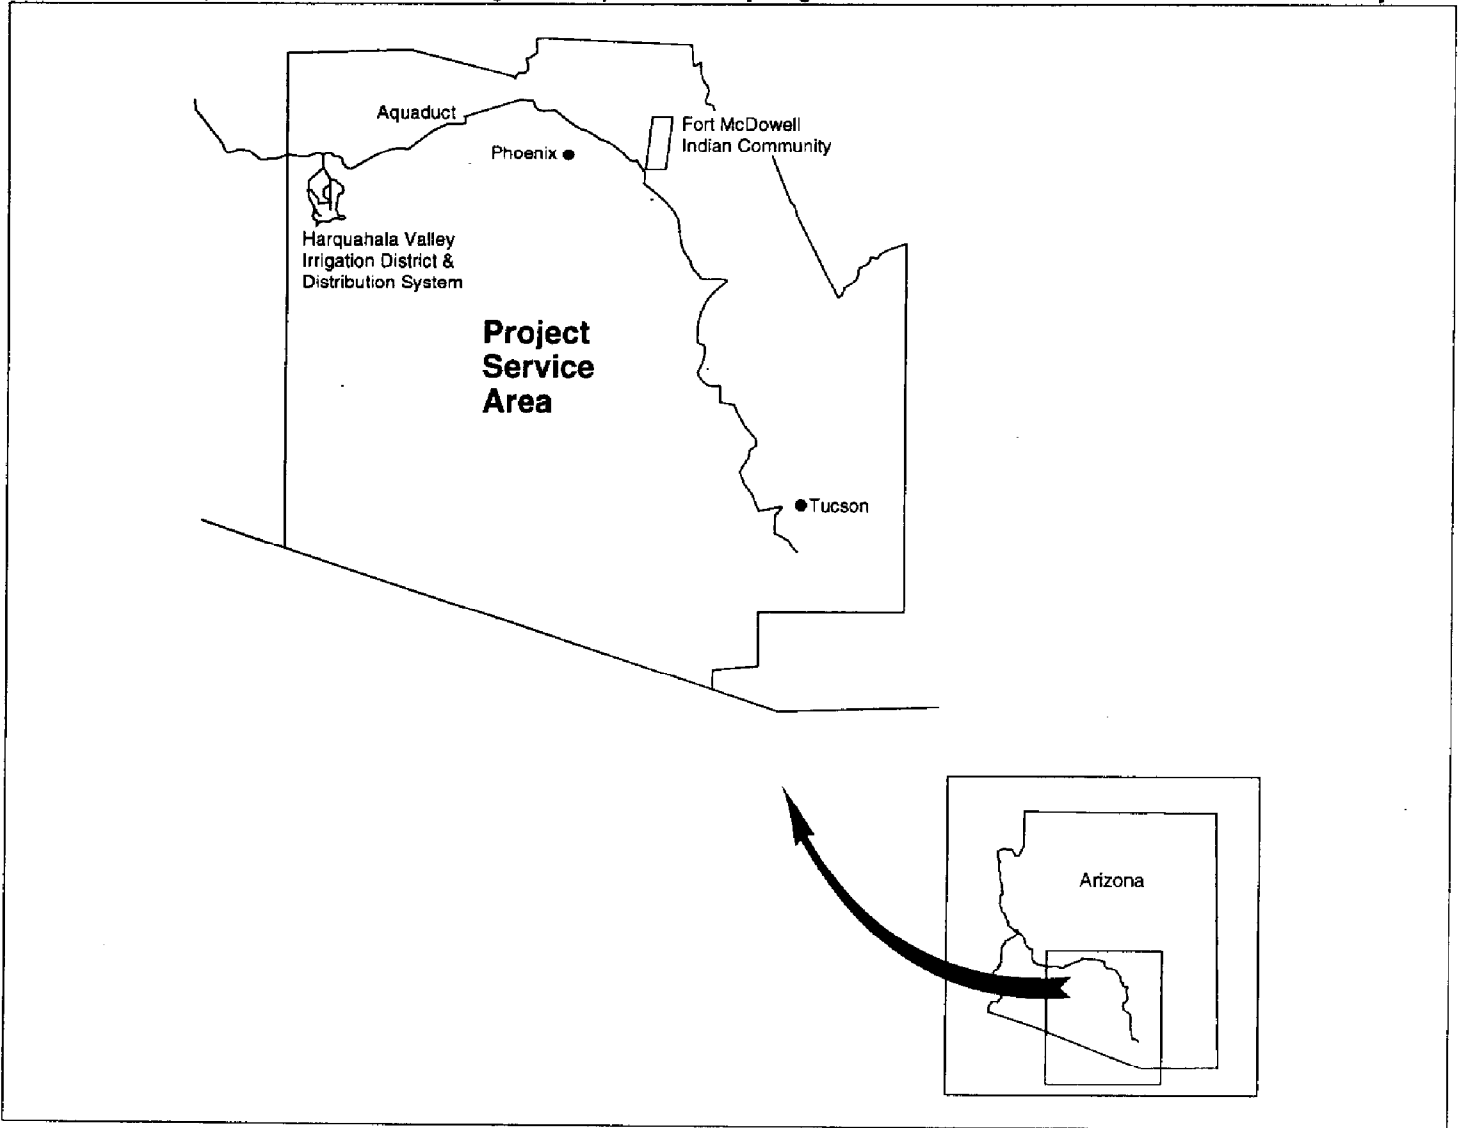 Aquaduct
Fort McDowell
Indian Community
Phoenix
Harquahala Valley
Irrigation District &
Distribution System
Project
Service
Area
Tucson
Arizona